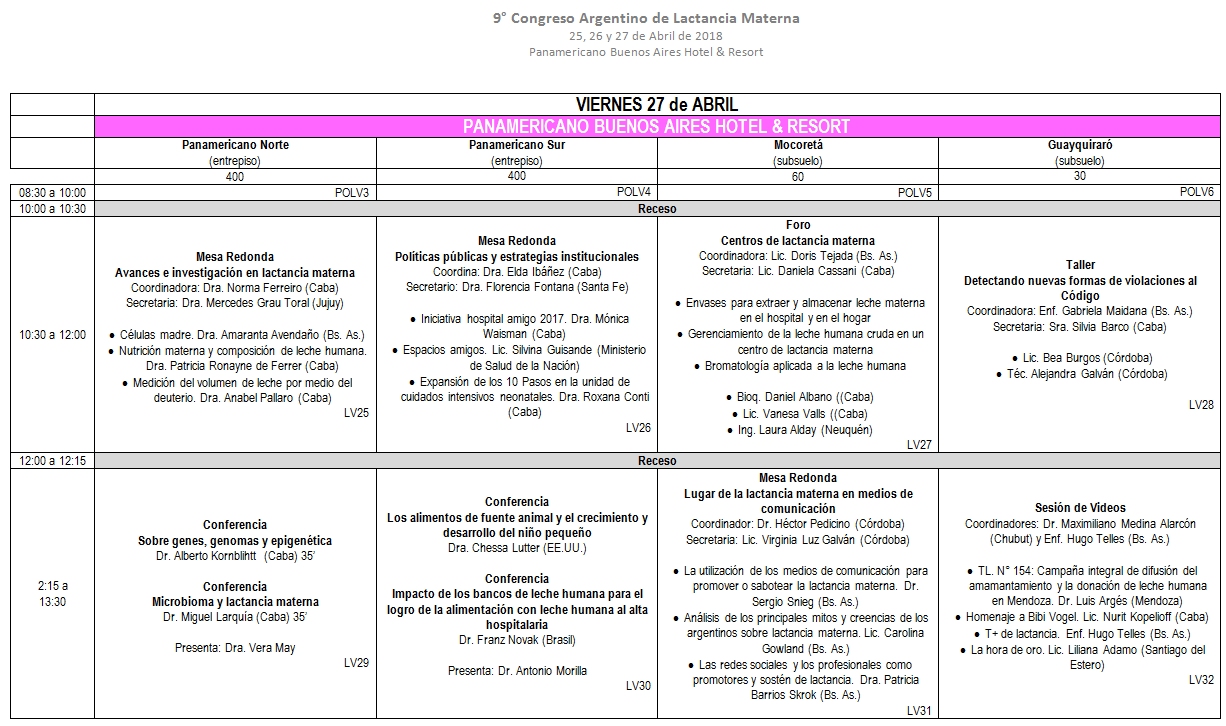 9° Congreso Argentino de Lactancia Materna
25, 26 y 27 de Abril de 2018
Panamericano Buenos Aires Hotel & Resort
VIERNES 27 de ABRIL
PANAMERICANO BUENOS AIRES HOTEL & RESORT
Panamericano Norte
(entrepiso)
Panamericano Sur
(entrepiso)
Mocoretá
(subsuelo)
Guayquiraró
(subsuelo)
400
400
60
30
08:30 a 10:00
POLV3
POLV4
POLV5
POLV6
10:00 a 10:30
Receso
10:30 a 12:00
Mesa Redonda
Avances e investigación en lactancia materna
Coordinadora: Dra. Norma Ferreiro (Caba)
Secretaria: Dra. Mercedes Grau Toral (Jujuy)
● Células madre. Dra. Amaranta Avendaño (Bs. As.)
● Nutrición materna y composición de leche humana.
Dra. Patricia Ronayne de Ferrer (Caba)
● Medición del volumen de leche por medio del
deuterio. Dra. Anabel Pallaro (Caba)
LV25
Mesa Redonda
Políticas públicas y estrategias institucionales
Coordina: Dra. Elda Ibáñez (Caba)
Secretario: Dra. Florencia Fontana (Santa Fe)
● Iniciativa hospital amigo 2017. Dra. Mónica
Waisman (Caba)
● Espacios amigos. Lic. Silvina Guisande (Ministerio
de Salud de la Nación)
● Expansión de los 10 Pasos en la unidad de
cuidados intensivos neonatales. Dra. Roxana Conti
(Caba)
LV26
Foro
Centros de lactancia materna
Coordinadora: Lic. Doris Tejada (Bs. As.)
Secretaria: Lic. Daniela Cassani (Caba)
● Envases para extraer y almacenar leche materna
en el hospital y en el hogar
● Gerenciamiento de la leche humana cruda en un
centro de lactancia materna
● Bromatología aplicada a la leche humana
● Bioq. Daniel Albano ((Caba)
● Lic. Vanesa Valls ((Caba)
● Ing. Laura Alday (Neuquén)
LV27
Taller
Detectando nuevas formas de violaciones al
Código
Coordinadora: Enf. Gabriela Maidana (Bs. As.)
Secretaria: Sra. Silvia Barco (Caba)
● Lic. Bea Burgos (Córdoba)
● Téc. Alejandra Galván (Córdoba)
LV28
12:00 a 12:15
Receso
2:15 a
13:30
Conferencia
Sobre genes, genomas y epigenética
Dr. Alberto Kornblihtt (Caba) 35'
Conferencia
Microbioma y lactancia materna
Dr. Miguel Larquía (Caba) 35'
Presenta: Dra. Vera May
LV29
Conferencia
Los alimentos de fuente animal y el crecimiento y
desarrollo del niño pequeño
Dra. Chessa Lutter (EE.UU.)
Conferencia
Impacto de los bancos de leche humana para el
logro de la alimentación con leche humana al alta
hospitalaria
Dr. Franz Novak (Brasil)
Presenta: Dr. Antonio Morilla
LV30
Mesa Redonda
Lugar de la lactancia materna en medios de
comunicación
Coordinador: Dr. Héctor Pedicino (Córdoba)
Secretaria: Lic. Virginia Luz Galván (Córdoba)
● La utilización de los medios de comunicación para
promover o sabotear la lactancia materna. Dr.
Sergio Snieg (Bs. As.)
● Análisis de los principales mitos y creencias de los
argentinos sobre lactancia materna. Lic. Carolina
Gowland (Bs. As.)
● Las redes sociales y los profesionales como
promotores y sostén de lactancia. Dra. Patricia
Barrios Skrok (Bs. As.)
LV31
Sesión de Videos
Coordinadores: Dr. Maximiliano Medina Alarcón
(Chubut) y Enf. Hugo Telles (Bs. As.)
● TL. N° 154: Campaña integral de difusión del
amamantamiento y la donación de leche humana
en Mendoza. Dr. Luis Argés (Mendoza)
● Homenaje a Bibi Vogel. Lic. Nurit Kopelioff (Caba)
● T+ de lactancia. Enf. Hugo Telles (Bs. As.)
● La hora de oro. Lic. Liliana Adamo (Santiago del
Estero)
LV32